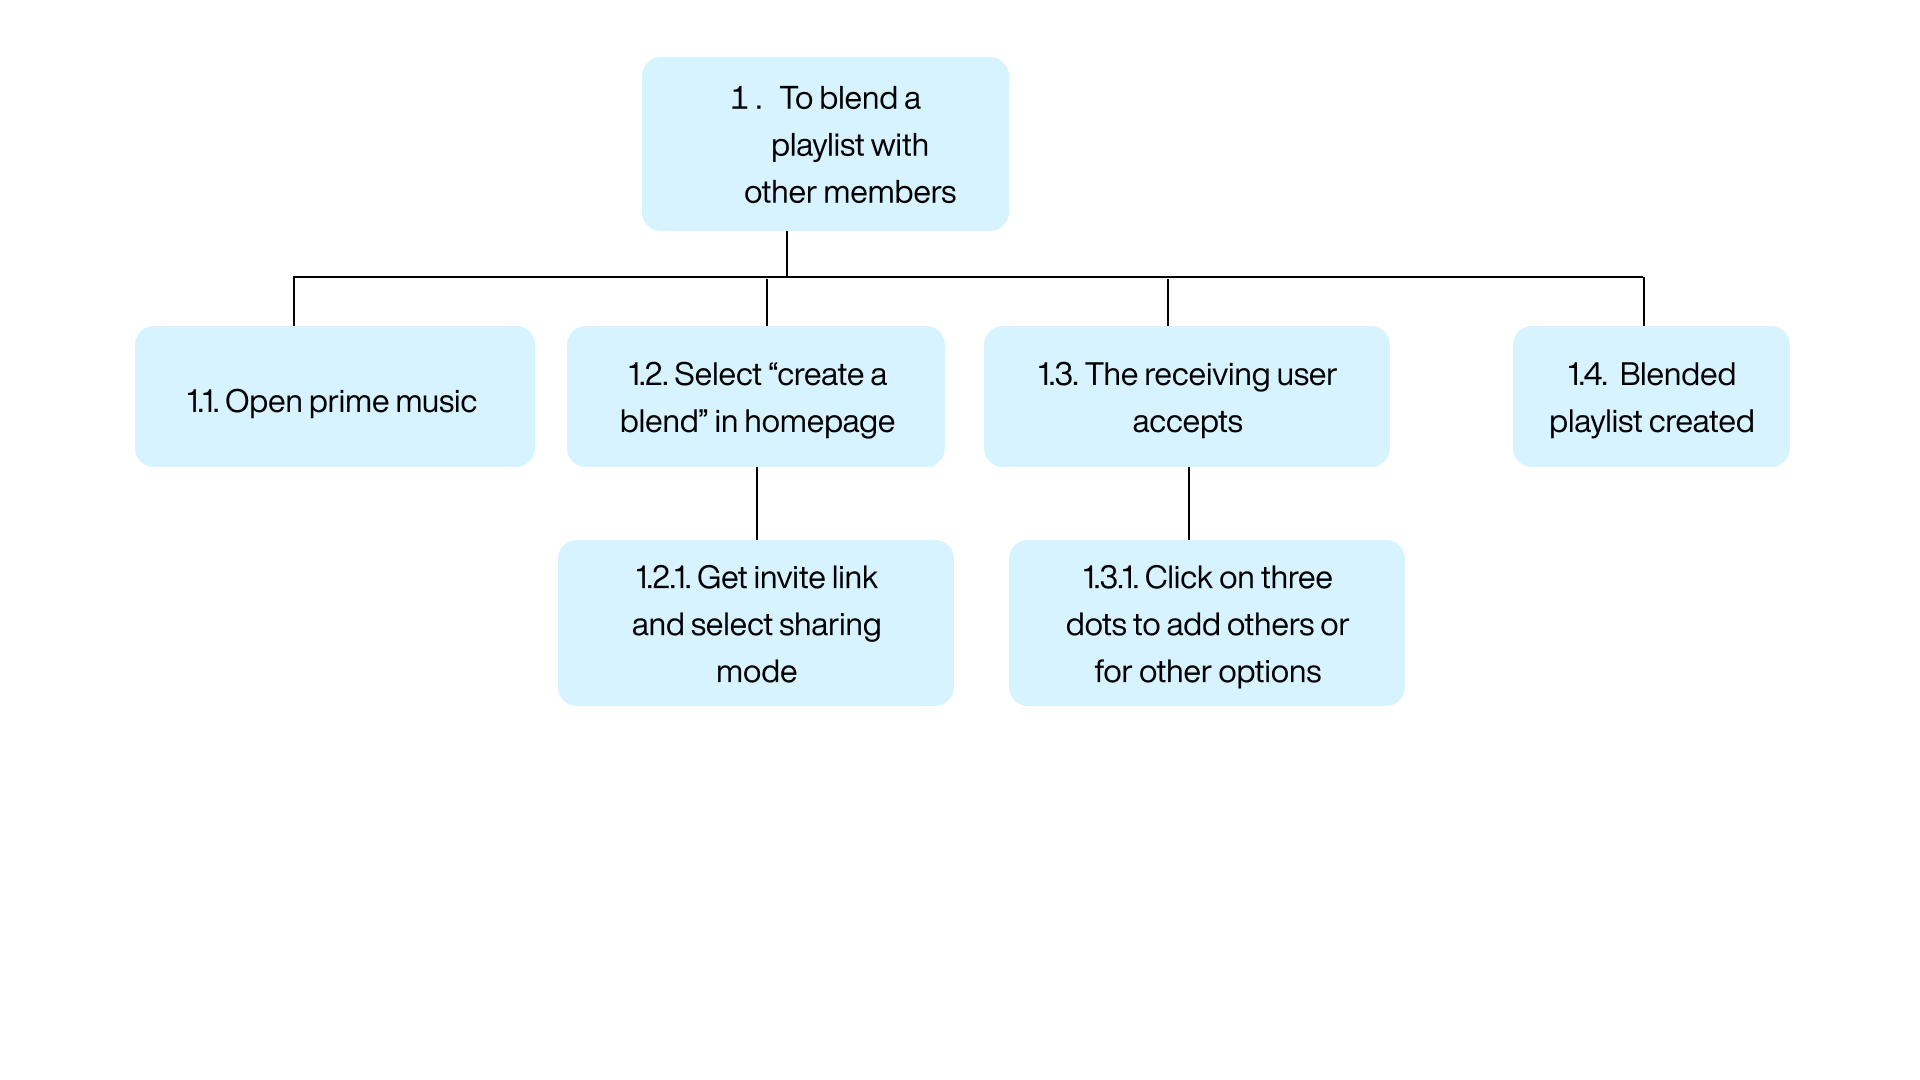 1. To blend a
playlist with
other members
1.1. Open prime music
1.2. Select “create a
blend” in homepage
1.3. The receiving user
accepts
1.4. Blended
playlist created
1.2.1. Get invite link
and select sharing
mode
1.3.1. Click on three
dots to add others or
for other options